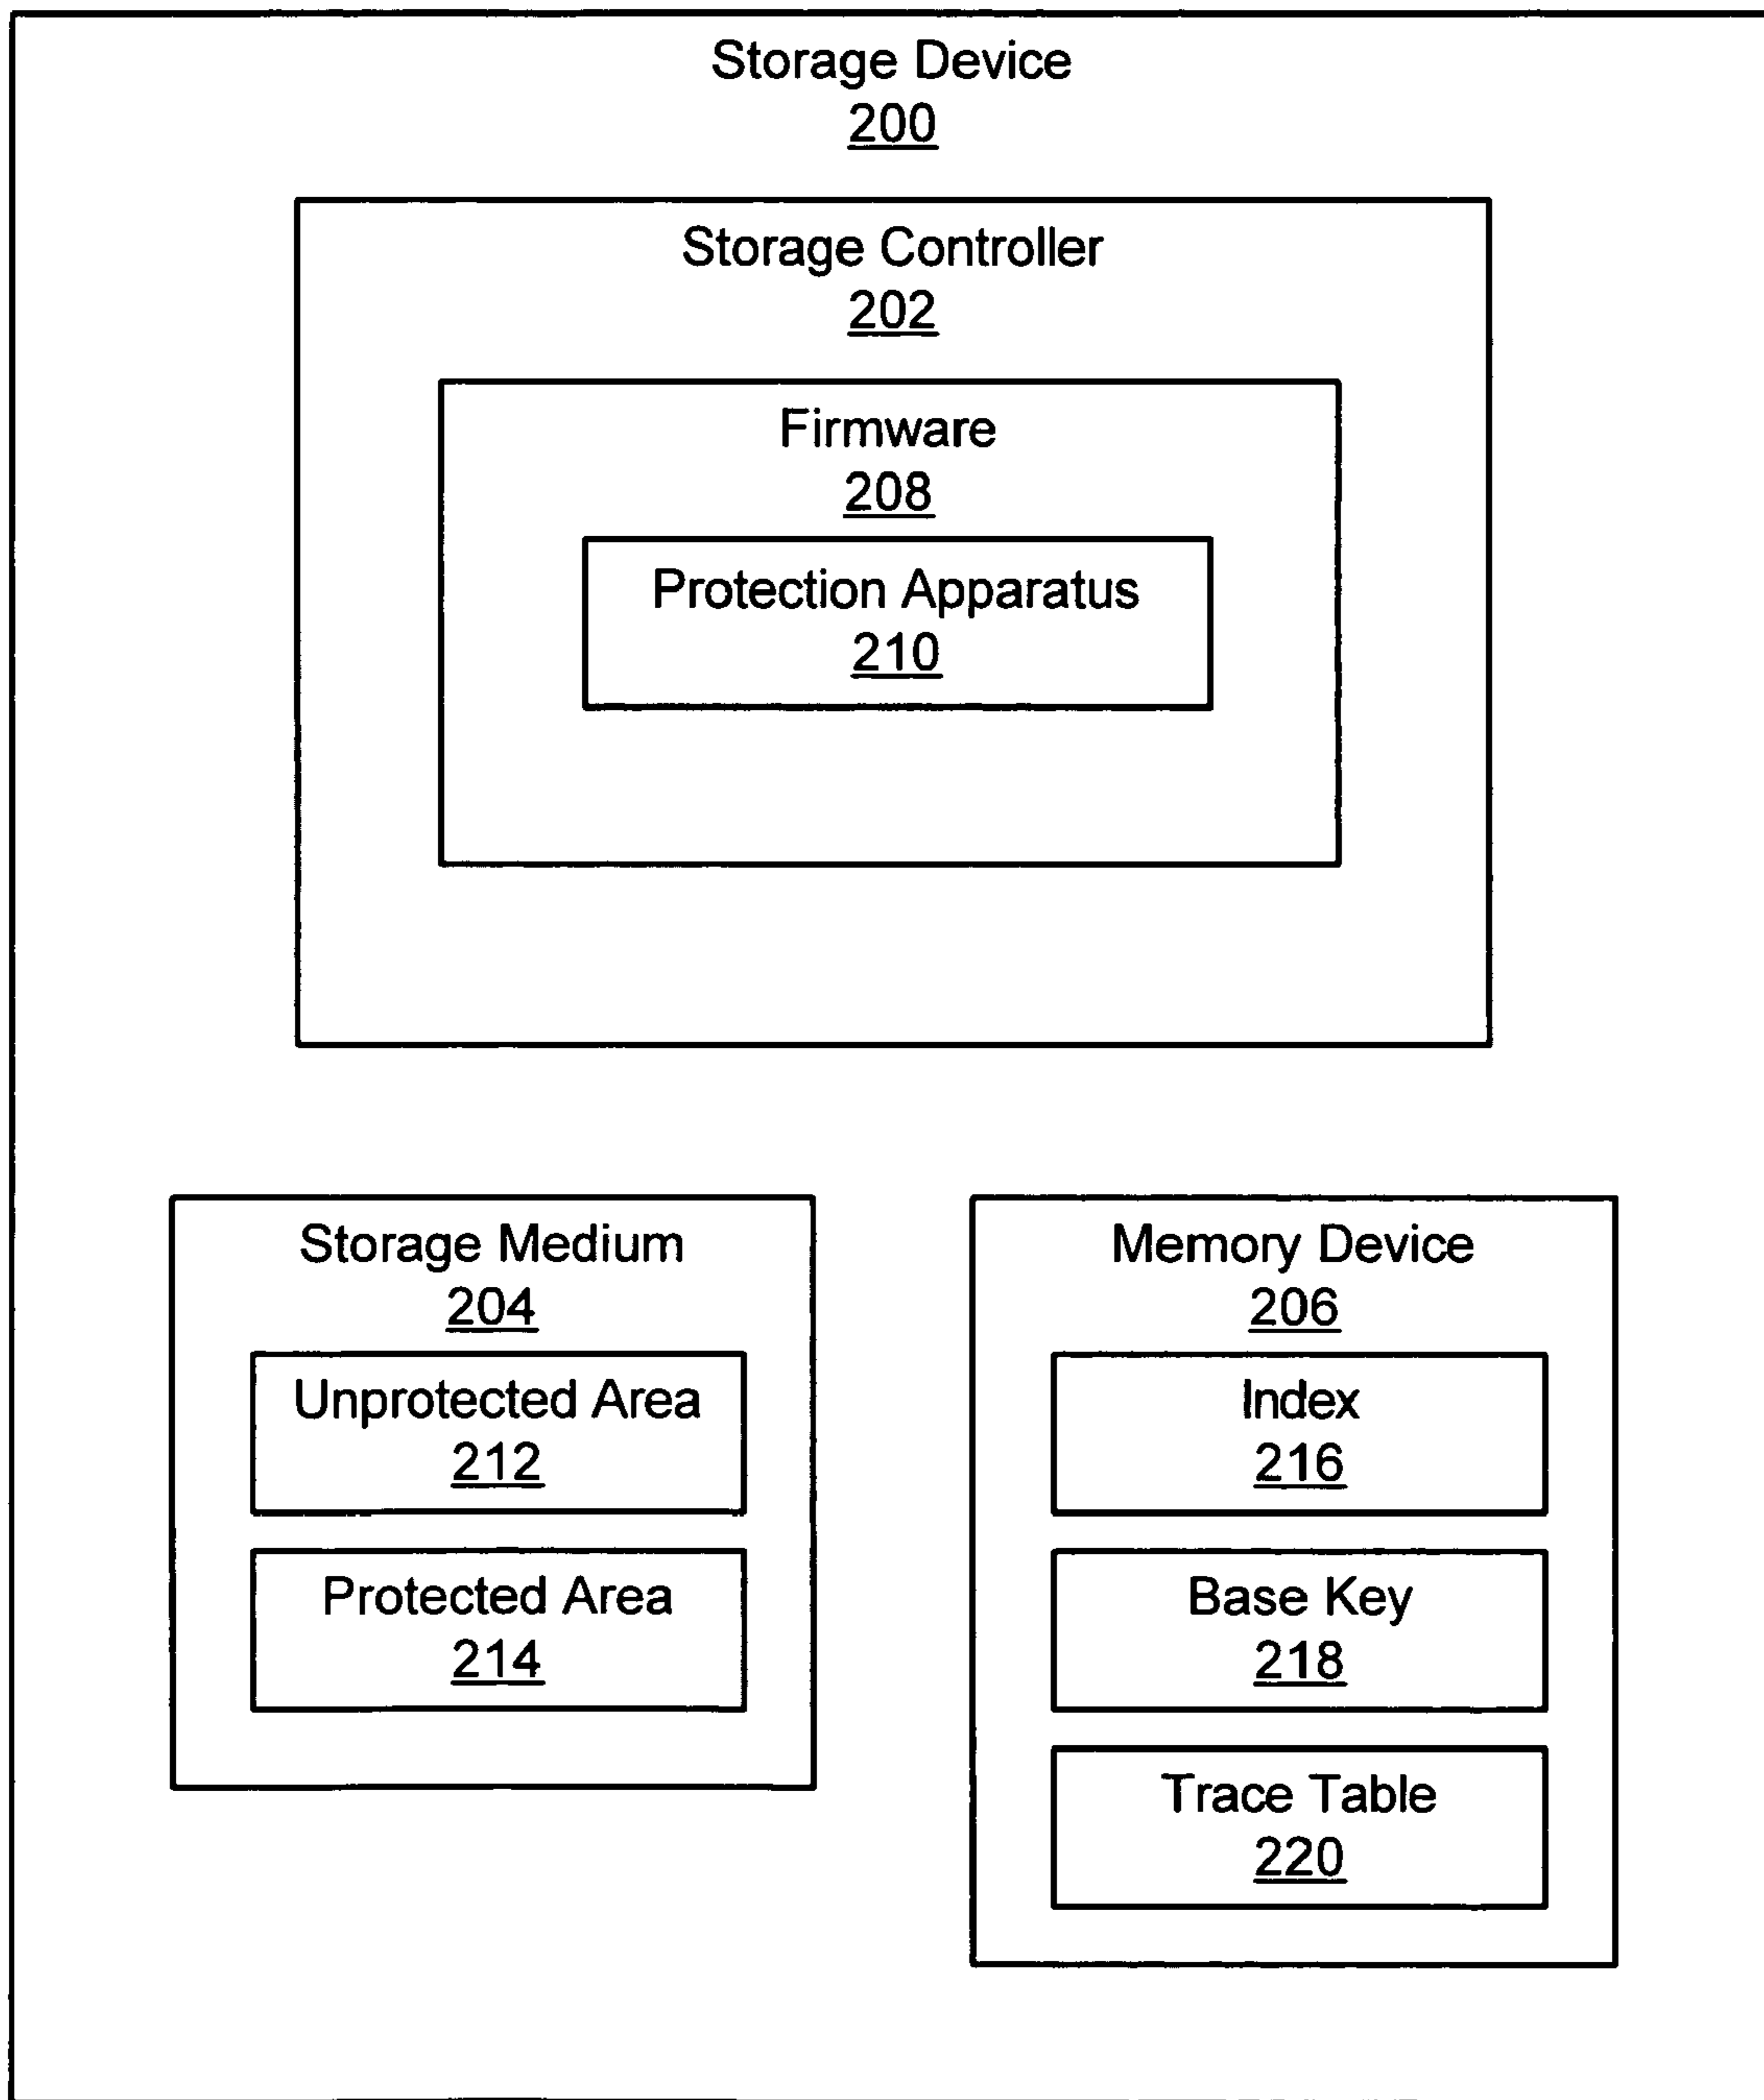 Storage Device
200
Storage Controller
202
Firmware
208
Protection Apparatus
210
Storage Medium
204
Unprotected Area
212
Protected Area
214
Memory Device
206
Index
216
Base Key
218
Trace Table
220